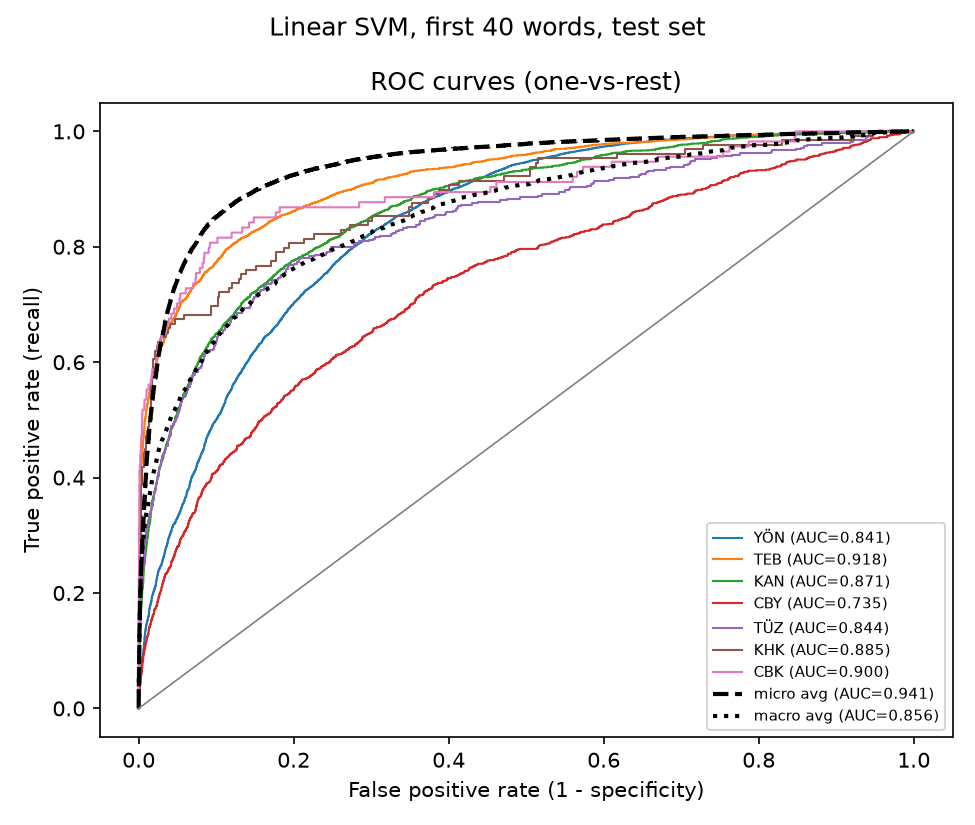 Linear SVM, first 40 words, test set
ROC curves (one-vs-rest)
True positive rate (recall)
1.0
0.8
0.6
0.4
0.2
0.0
YÖN (AUC=0.841)
TEB (AUC=0.918)
KAN (AUC=0.871)
CBY (AUC=0.735)
TÜZ (AUC=0.844)
KHK (AUC=0.885)
CBK (AUC=0.900)
micro avg (AUC=0.941)
macro avg (AUC=0.856)
0.0 0.2 0.4 0.6 0.8 1.0
False positive rate (1 - specificity)